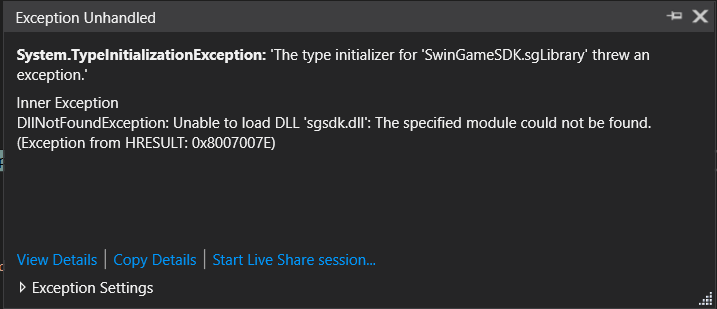 Exception Unhandled
System.TypeInitializationException: 'The type initializer for 'SwinGameSDK.sgLibrary' threw an
exception.'
Inner Exception
DllNotFoundException: Unable to load DLL 'sgsdk.dll': The specified module could not be found.
(Exception from HRESULT: 0x8007007E)
View Details | Copy Details | Start Live Share session...
Exception Settings